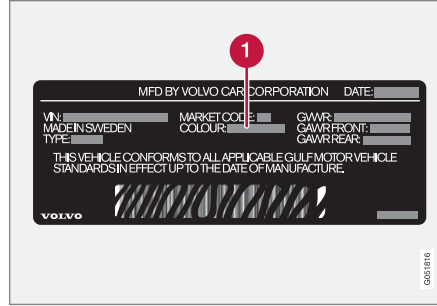 1
MFD BY VOLVO CAR CORPORATION DATE:
VIN: MARKET CODE: GVWR:
MADE IN SWEDEN COLOUR: GAWR FRONT:
TYPE: GAWR REAR:
THIS VEHICLE CONFORMS TO ALL APPLICABLE GULF MOTOR VEHICLE
STANDARDS IN EFFECT UP TO THE DATE OF MANUFACTURE.
VOLVO
G051816